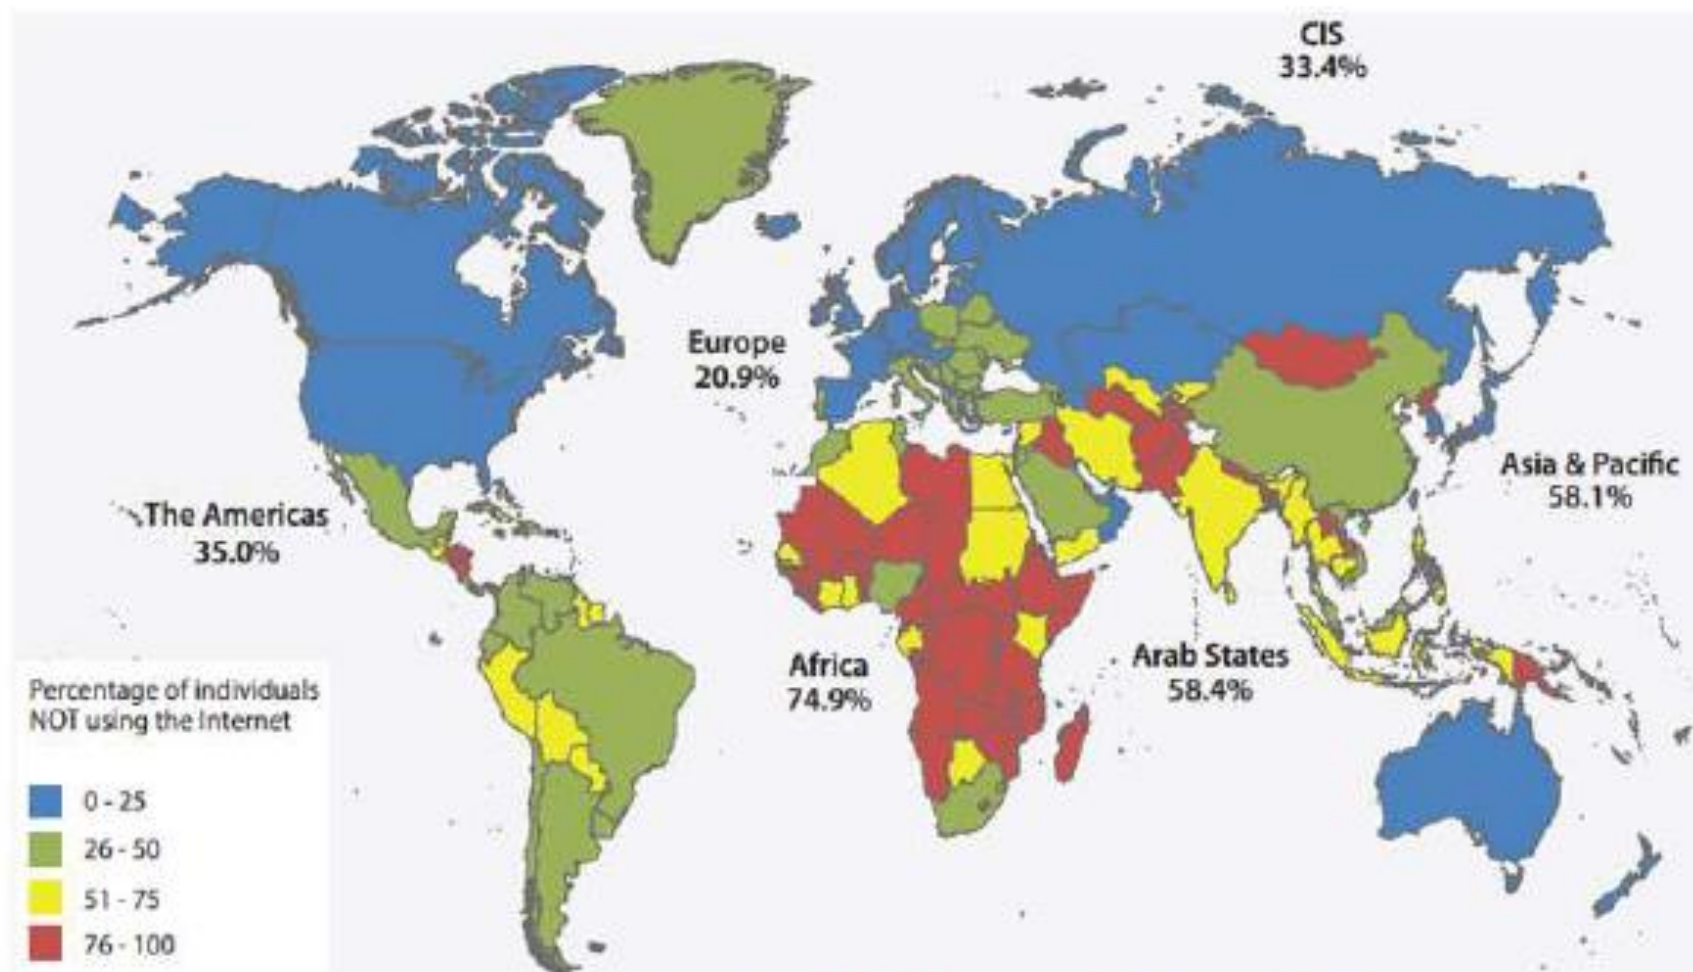 CIS
33.4%
Europe
20.9%
Asia & Pacific
58.1%
The Americas
35.0%
Africa
74.9%
Arab States
58.4%
Percentage of individuals
NOT using the Internet
0 - 25
26 - 50
51 - 75
76 - 100